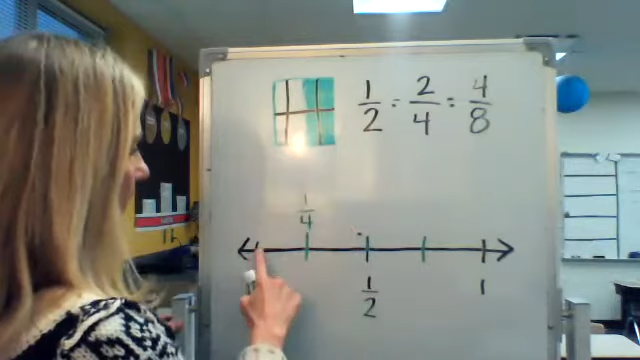 1/2 = 2/4 = 4/8
1/4
1/2
1